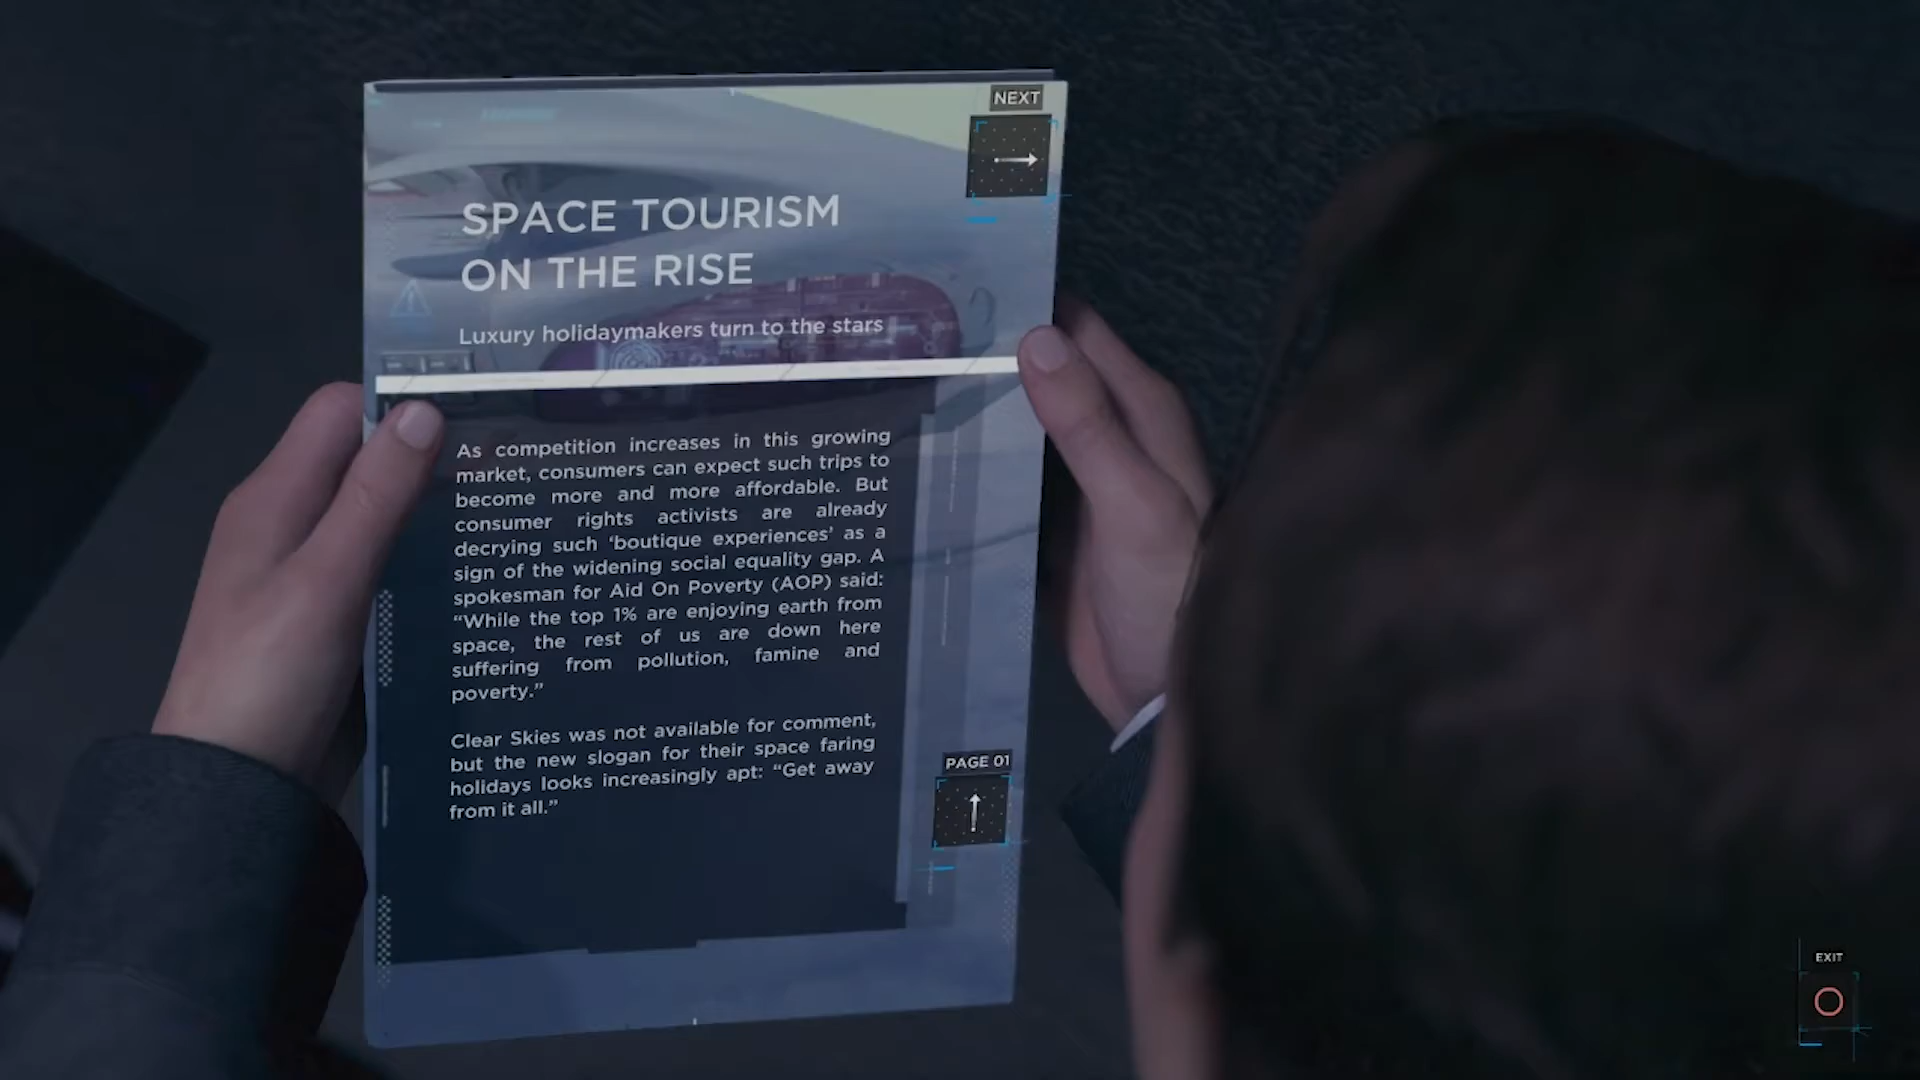 NEXT
SPACE TOURISM
ON THE RISE
Luxury holidaymakers turn to the stars
As competition increases in this growing
market, consumers can expect such trips to
become more and more affordable. But
consumer rights activists are already
decrying such ‘boutique experiences’ as a
sign of the widening social equality gap. A
spokesman for Aid On Poverty (AOP) said:
“While the top 1% are enjoying earth from
space, the rest of us are down here
suffering from pollution, famine and
poverty.”
Clear Skies was not available for comment,
but the new slogan for their space faring
holidays looks increasingly apt: “Get away
from it all.”
PAGE 01
EXIT